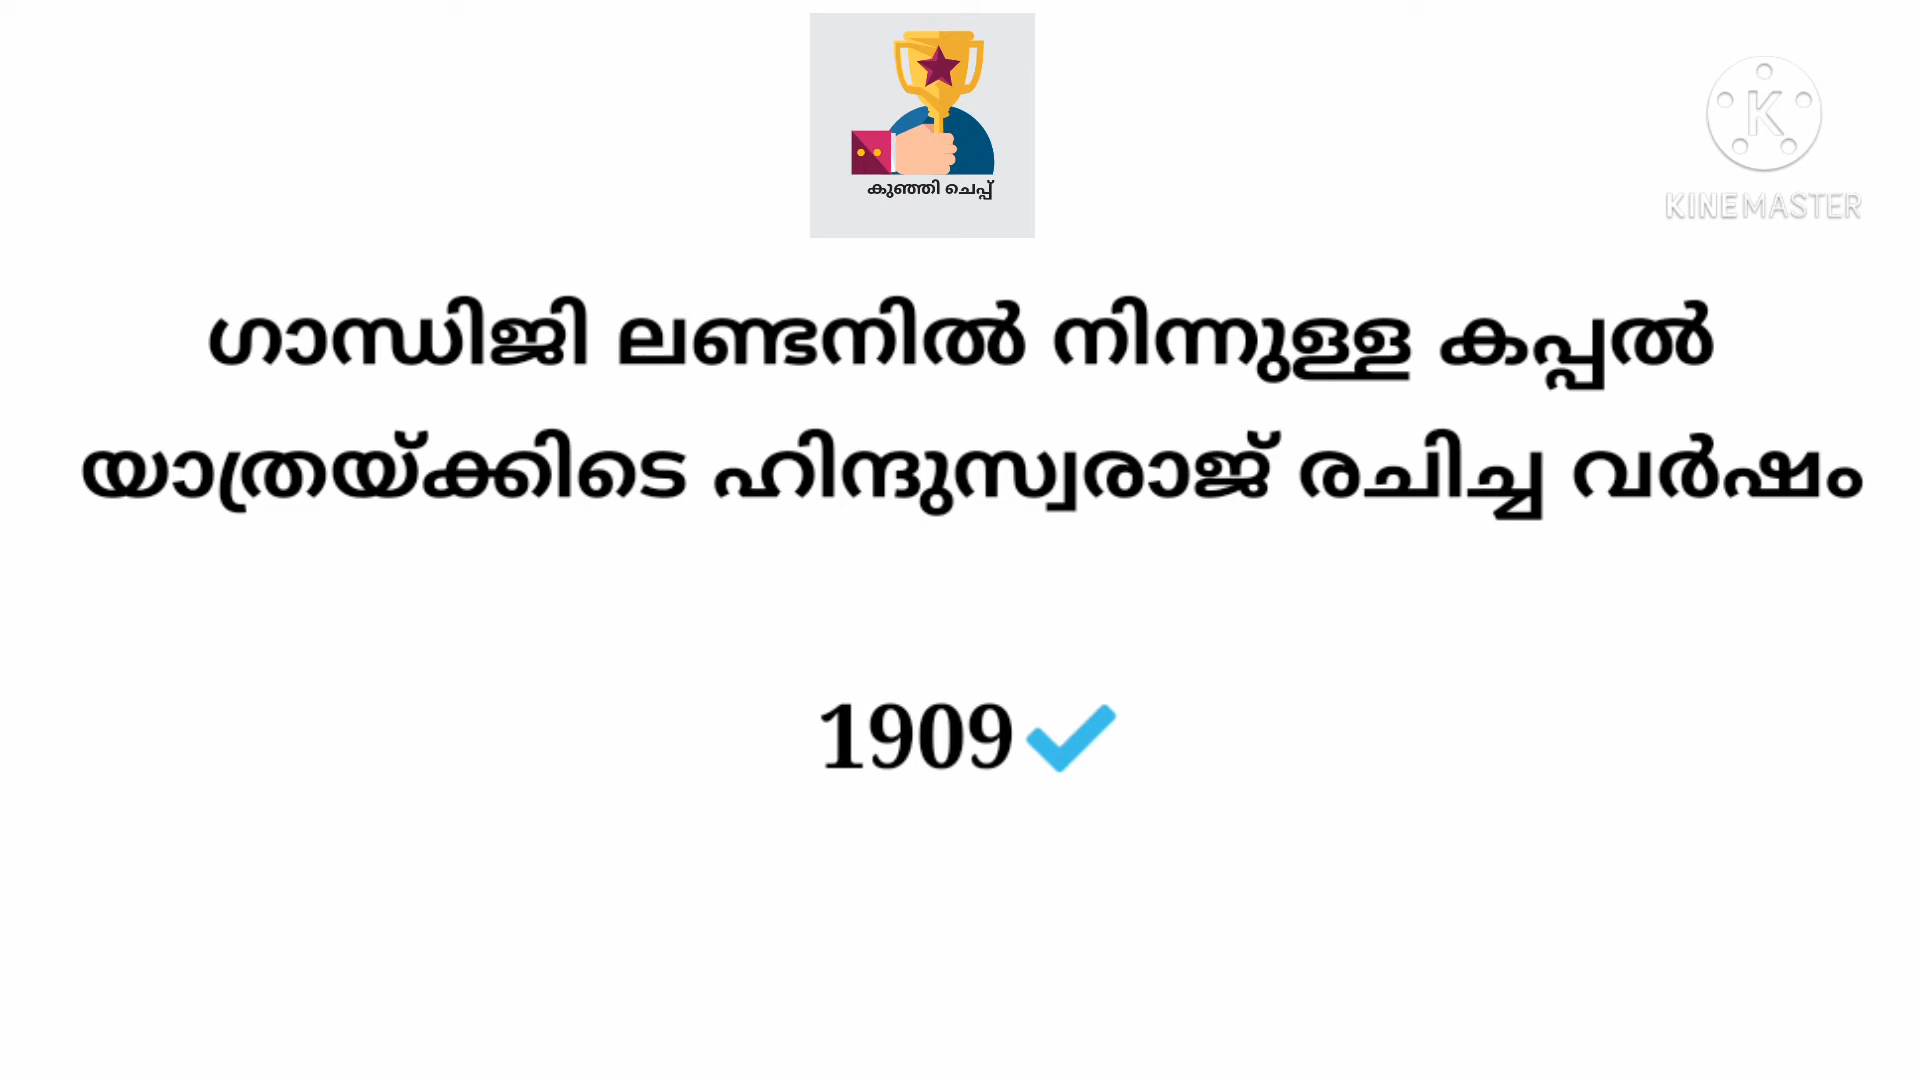 കുഞ്ഞി ചെപ്പ്
KINEMASTER
ഗാന്ധിജി ലണ്ടനിൽ നിന്നുള്ള കപ്പൽ
യാത്രയ്ക്കിടെ ഹിന്ദുസ്വരാജ് രചിച്ച വർഷം
1909